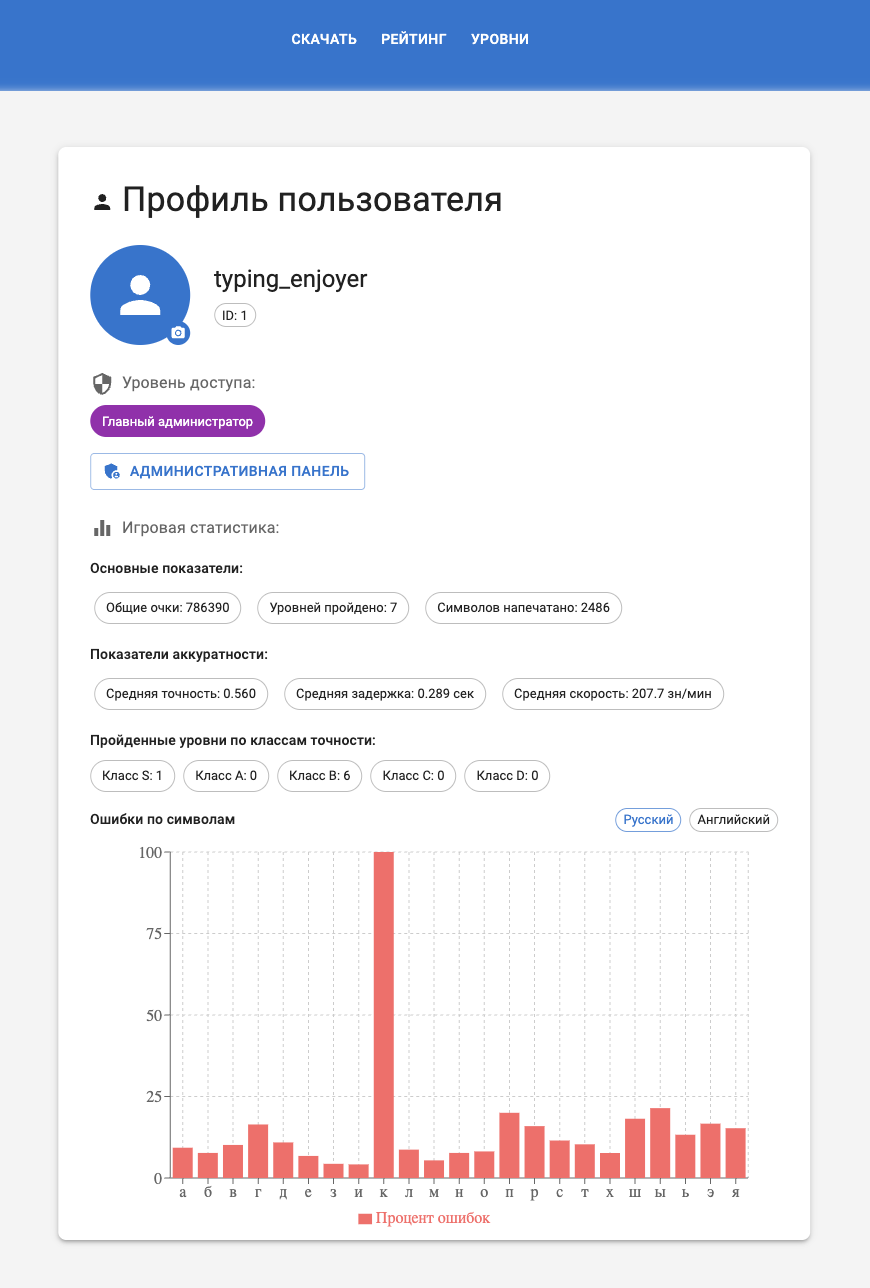 СКАЧАТЬ РЕЙТИНГ УРОВНИ
Профиль пользователя
typing_enjoyer
ID: 1
Уровень доступа:
Главный администратор
АДМИНИСТРАТИВНАЯ ПАНЕЛЬ
Игровая статистика:
Основные показатели:
Общие очки: 786390 Уровней пройдено: 7 Символов напечатано: 2486
Показатели аккуратности:
Средняя точность: 0.560 Средняя задержка: 0.289 сек Средняя скорость: 207.7 зн/мин
Пройденные уровни по классам точности:
Класс S: 1 Класс A: 0 Класс B: 6 Класс C: 0 Класс D: 0
Ошибки по символам Русский Английский
100
75
50
25
0
а б в г д е з и к л м н о п р с т х ш ы ь э я
Процент ошибок